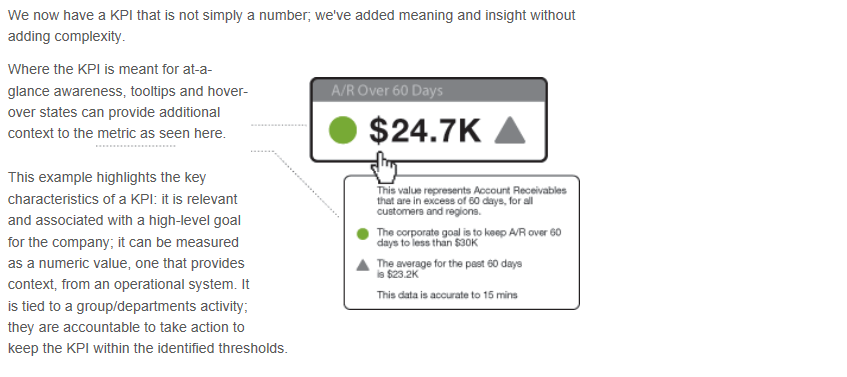 We now have a KPI that is not simply a number; we've added meaning and insight without
adding complexity.
Where the KPI is meant for at-a-
glance awareness, tooltips and hover-
over states can provide additional
context to the metric as seen here.
This example highlights the key
characteristics of a KPI: it is relevant
and associated with a high-level goal
for the company; it can be measured
as a numeric value, one that provides
context, from an operational system. It
is tied to a group/departments activity;
they are accountable to take action to
keep the KPI within the identified thresholds.
A/R Over 60 Days
$24.7K
This value represents Account Receivables
that are in excess of 60 days, for all
customers and regions.
The corporate goal is to keep A/R over 60
days to less than $30K
The average for the past 60 days
is $23.2K
This data is accurate to 15 mins